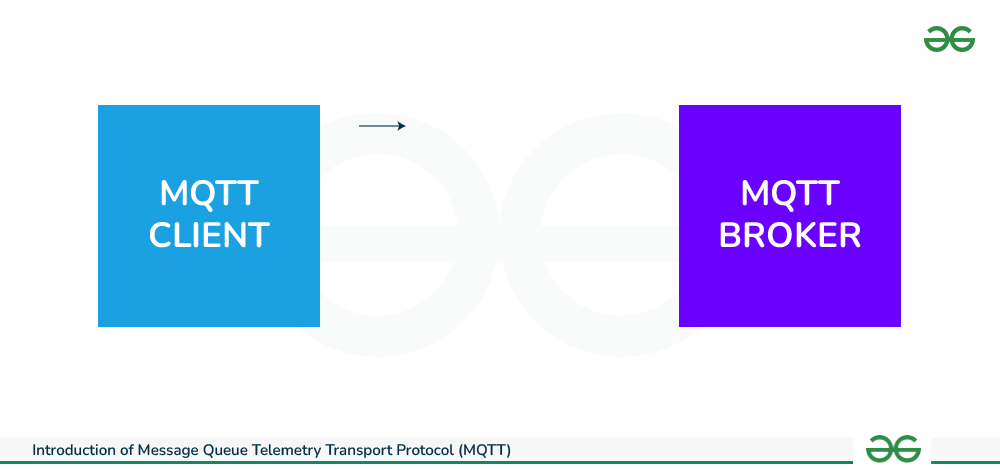 MQTT
CLIENT
MQTT
BROKER
Introduction of Message Queue Telemetry Transport Protocol (MQTT)